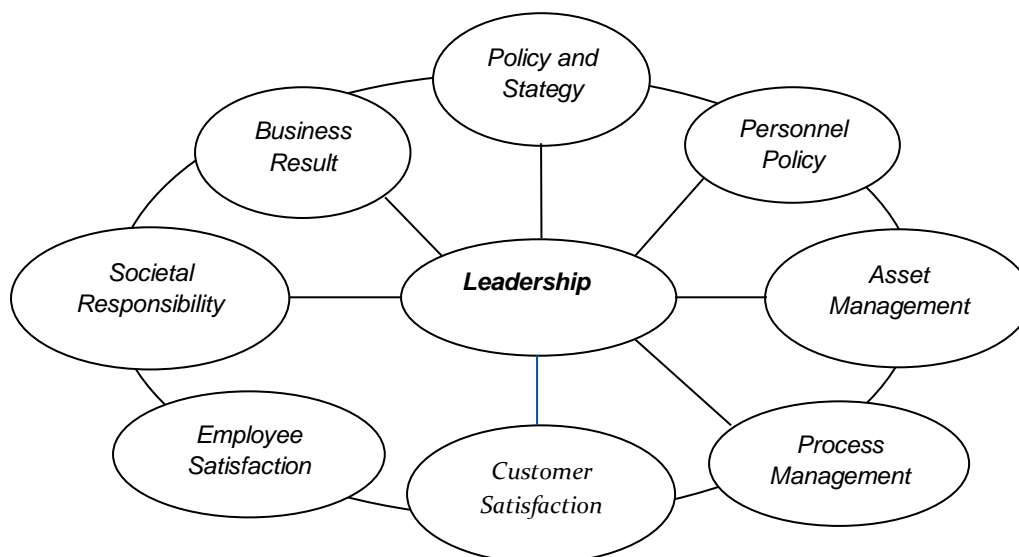 Policy and
Stategy
Business
Result
Personnel
Policy
Societal
Responsibility
Leadership
Asset
Management
Employee
Satisfaction
Customer
Satisfaction
Process
Management